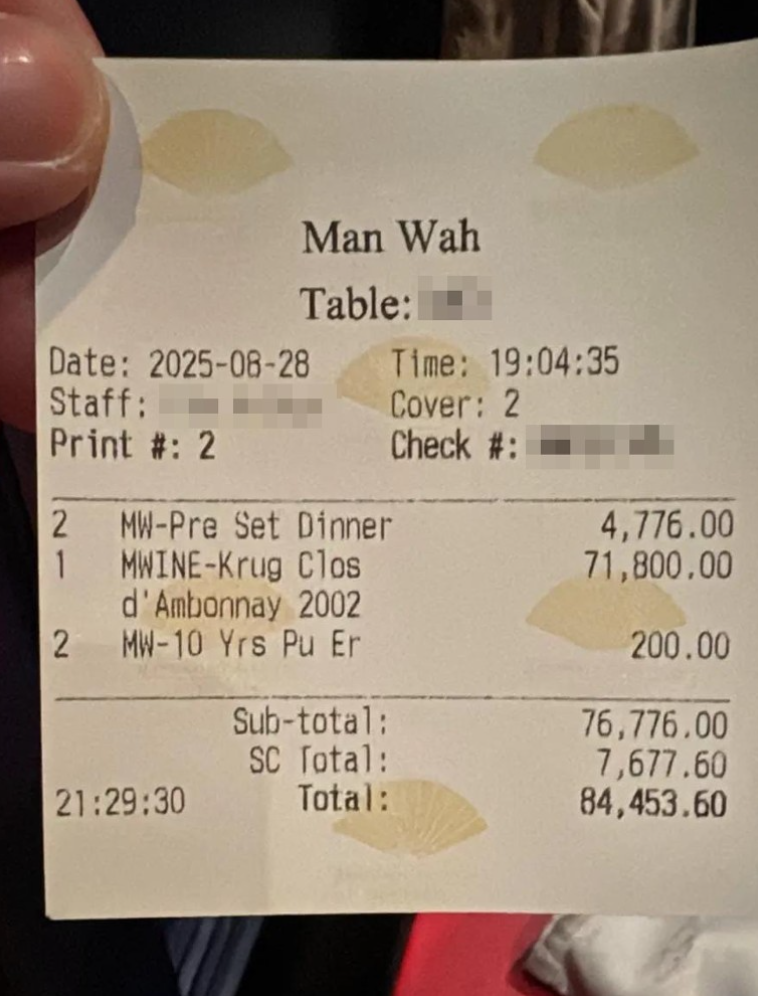 Man Wah
Table:
Date: 2025-08-28 Time: 19:04:35
Staff: Cover: 2
Print #: 2 Check #:
2 MW-Pre Set Dinner 4,776.00
1 MWINE-Krug Clos 71,800.00
d'Ambonnay 2002
2 MW-10 Yrs Pu Er 200.00
Sub-total: 76,776.00
SC Total: 7,677.60
21:29:30 Total: 84,453.60